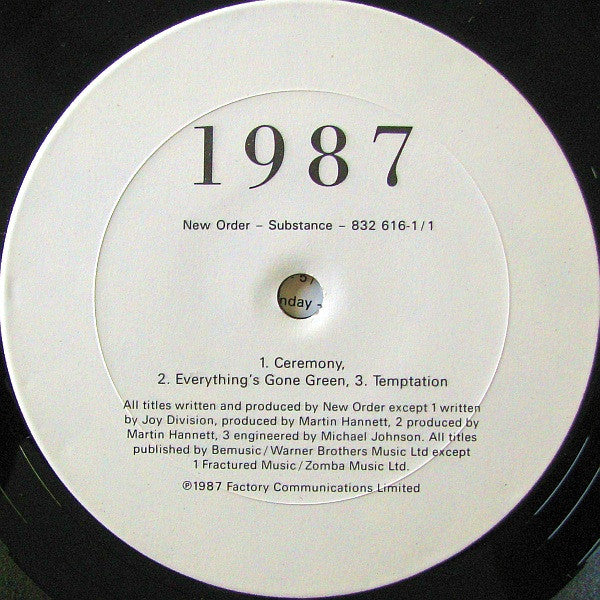 1987
New Order – Substance – 832 616-1/1
nday -
1. Ceremony,
2. Everything's Gone Green, 3. Temptation
All titles written and produced by New Order except 1 written
by Joy Division, produced by Martin Hannett, 2 produced by
Martin Hannett, 3 engineered by Michael Johnson. All titles
published by Bemusic/Warner Brothers Music Ltd except
1 Fractured Music/Zomba Music Ltd.
℗1987 Factory Communications Limited